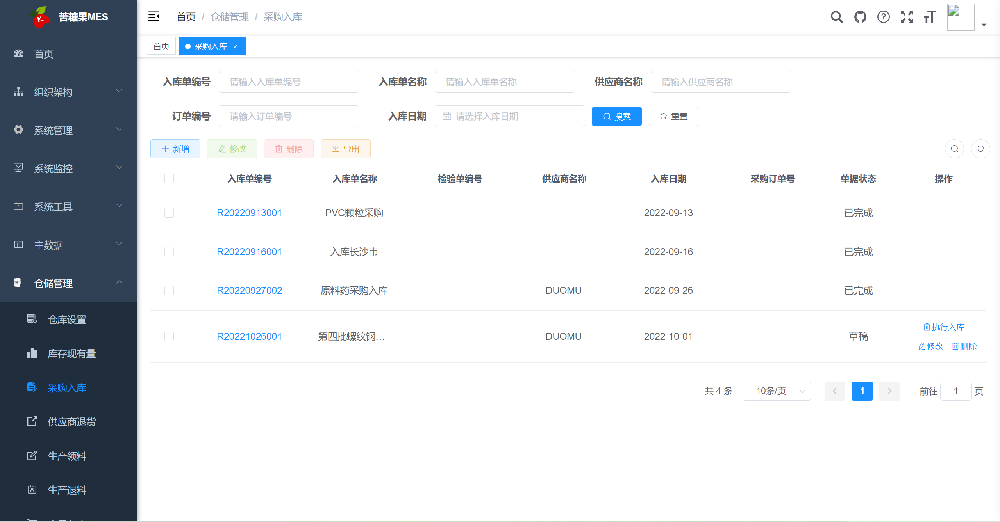 苦糖果MES
首页 / 仓储管理 / 采购入库
首页
采购入库 ×
首页
组织架构
系统管理
系统监控
系统工具
主数据
仓储管理
仓库设置
库存现有量
采购入库
供应商退货
生产领料
生产退料
入库单编号 请输入入库单编号 入库单名称 请输入入库单名称 供应商名称 请输入供应商名称
订单编号 请输入订单编号 入库日期 请选择入库日期 搜索 重置
新增 修改 删除 导出
入库单编号 入库单名称 检验单编号 供应商名称 入库日期 采购订单号 单据状态 操作
R20220913001 PVC颗粒采购 2022-09-13 已完成
R20220916001 入库长沙市 2022-09-16 已完成
R20220927002 原料药采购入库 DUOMU 2022-09-26 已完成
R20221026001 第四批螺纹钢… DUOMU 2022-10-01 草稿 执行入库
修改 删除
共 4 条 10条/页 1 前往 1 页